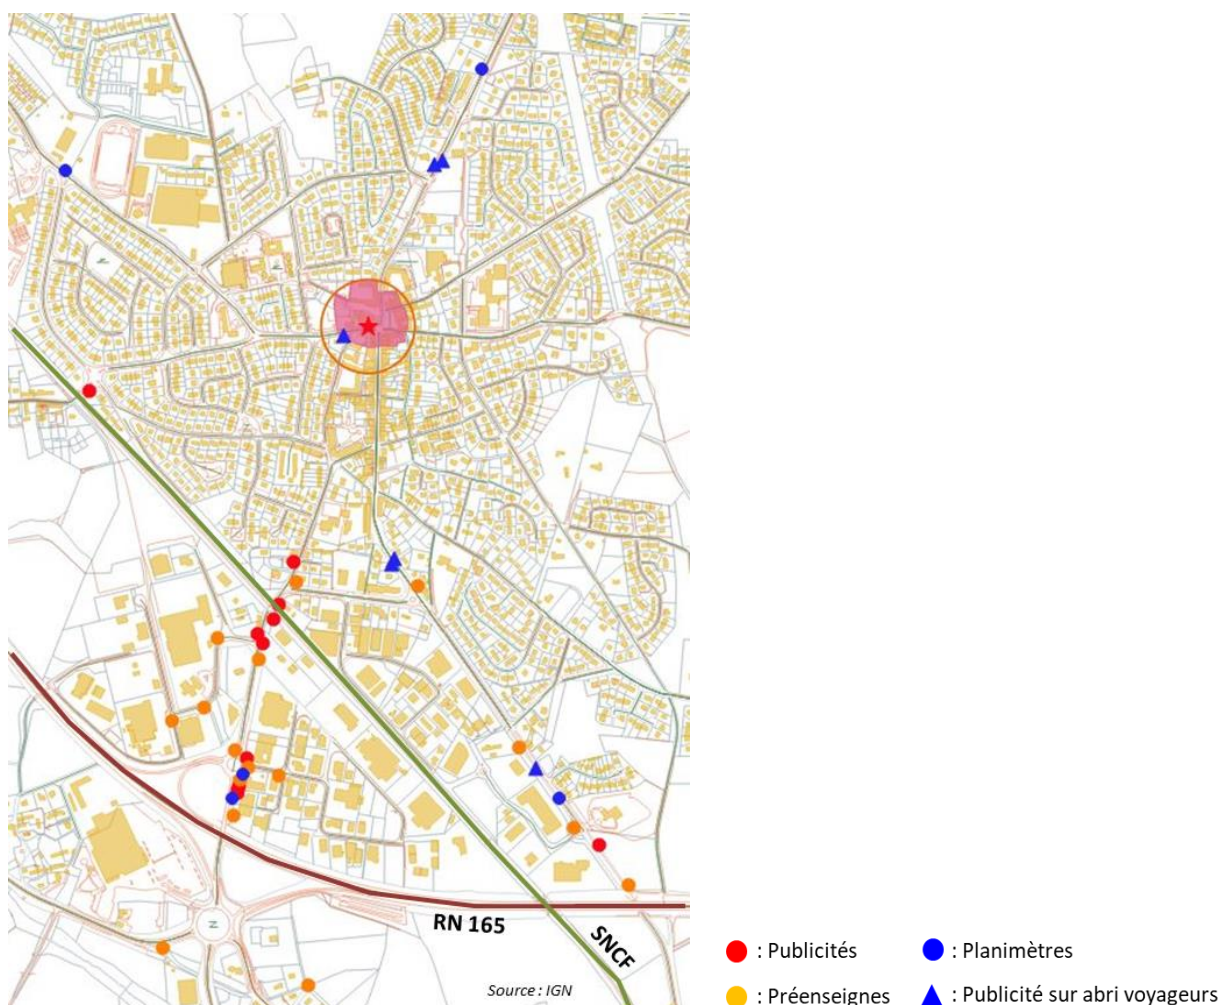 RN 165
SNCF
Source : IGN
: Publicités
: Planimètres
: Préenseignes
: Publicité sur abri voyageurs